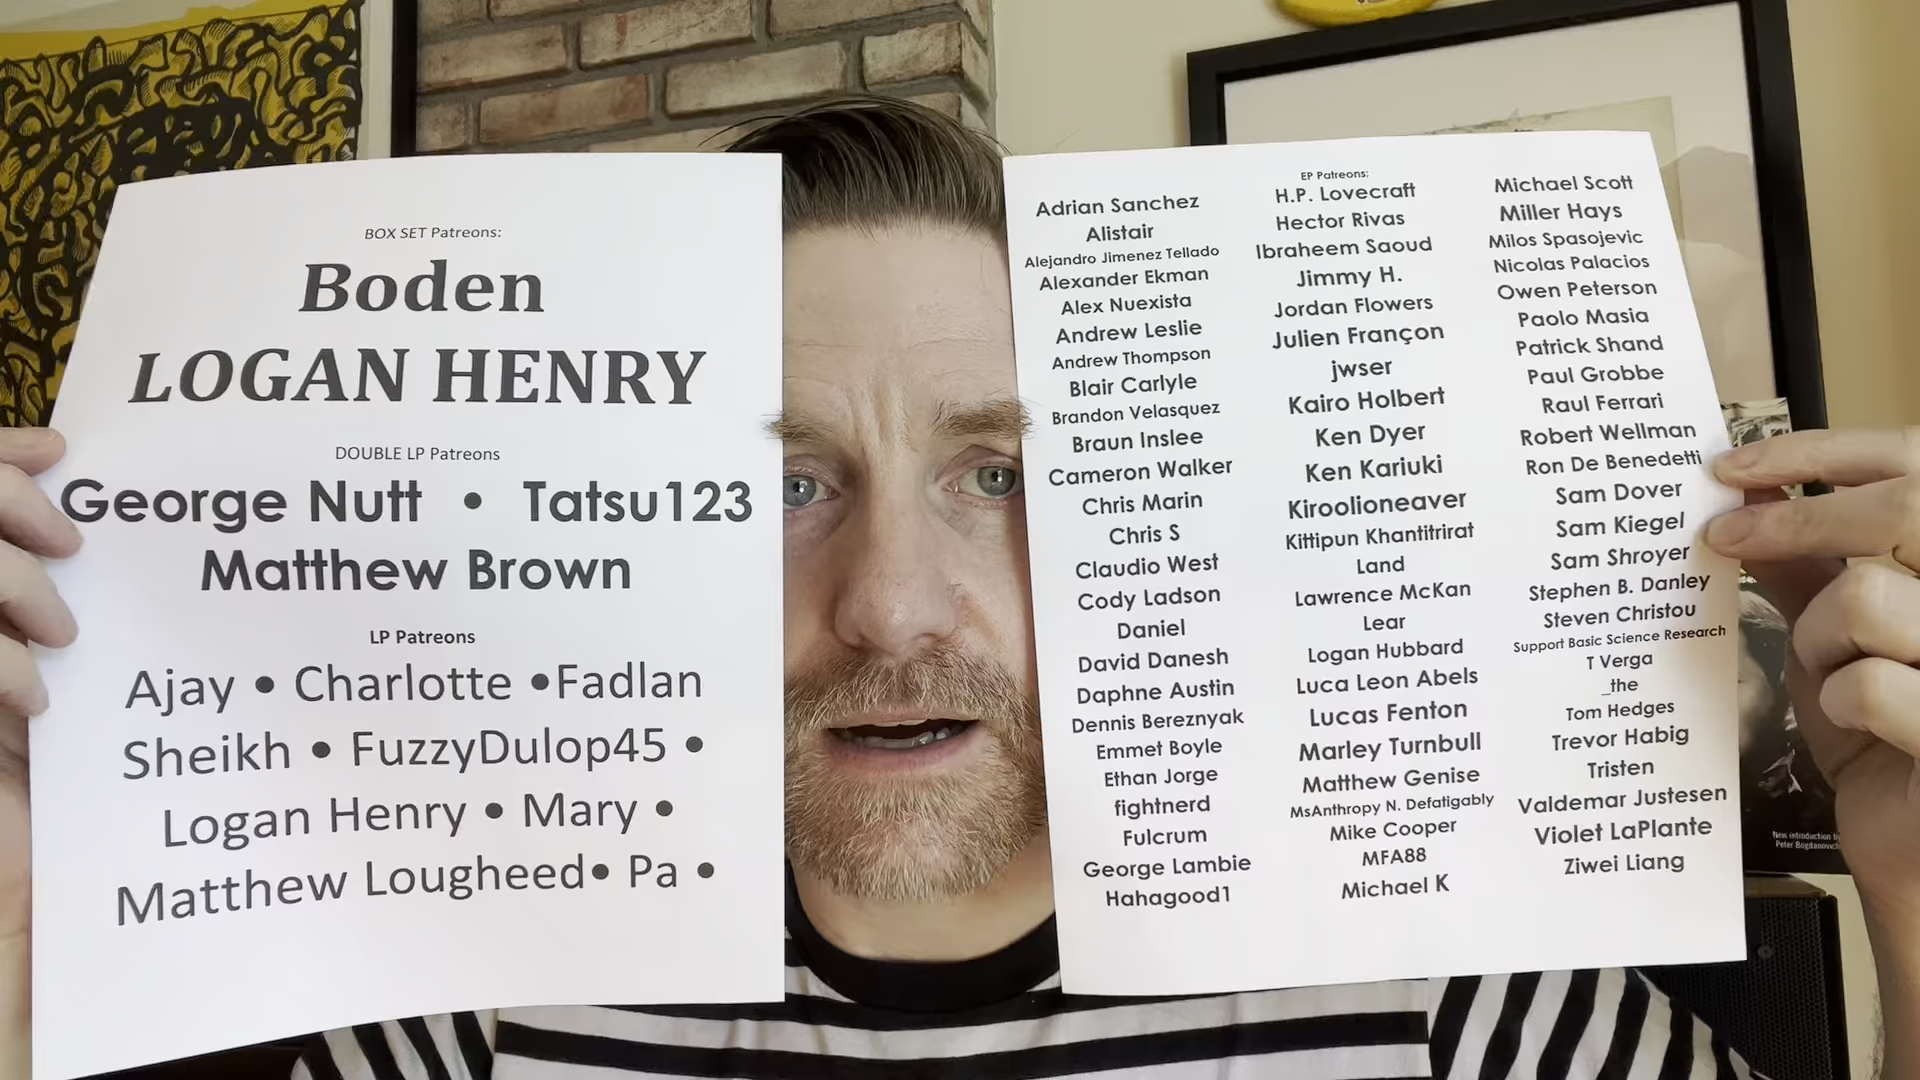 BOX SET Patreons:
Boden
LOGAN HENRY
DOUBLE LP Patreons
George Nutt • Tatsu123
Matthew Brown
LP Patreons
Ajay • Charlotte •Fadlan
Sheikh • FuzzyDulop45 •
Logan Henry • Mary •
Matthew Lougheed• Pa •
EP Patreons:
Adrian Sanchez
Alistair
Alejandro Jimenez Tellado
Alexander Ekman
Alex Nuexista
Andrew Leslie
Andrew Thompson
Blair Carlyle
Brandon Velasquez
Braun Inslee
Cameron Walker
Chris Marin
Chris S
Claudio West
Cody Ladson
Daniel
David Danesh
Daphne Austin
Dennis Bereznyak
Emmet Boyle
Ethan Jorge
fightnerd
Fulcrum
George Lambie
Hahagood1
H.P. Lovecraft
Hector Rivas
Ibraheem Saoud
Jimmy H.
Jordan Flowers
Julien Françon
jwser
Kairo Holbert
Ken Dyer
Ken Kariuki
Kiroolioneaver
Kittipun Khantitrirat
Land
Lawrence McKan
Lear
Logan Hubbard
Luca Leon Abels
Lucas Fenton
Marley Turnbull
Matthew Genise
MsAnthropy N. Defatigably
Mike Cooper
MFA88
Michael K
Michael Scott
Miller Hays
Milos Spasojevic
Nicolas Palacios
Owen Peterson
Paolo Masia
Patrick Shand
Paul Grobbe
Raul Ferrari
Robert Wellman
Ron De Benedetti
Sam Dover
Sam Kiegel
Sam Shroyer
Stephen B. Danley
Steven Christou
Support Basic Science Research
T Verga
_the
Tom Hedges
Trevor Habig
Tristen
Valdemar Justesen
Violet LaPlante
Ziwei Liang
New introduction by
Peter Bogdanovich